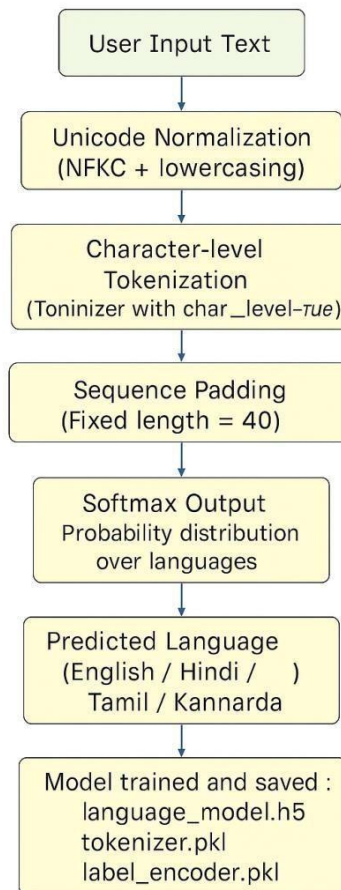 User Input Text
Unicode Normalization
(NFKC + lowercasing)
Character-level
Tokenization
(Toninizer with char_level-Tue)
Sequence Padding
(Fixed length = 40)
Softmax Output
Probability distribution
over languages
Predicted Language
(English / Hindi / )
Tamil / Kannarda
Model trained and saved :
language_model.h5
tokenizer.pkl
label_encoder.pkl